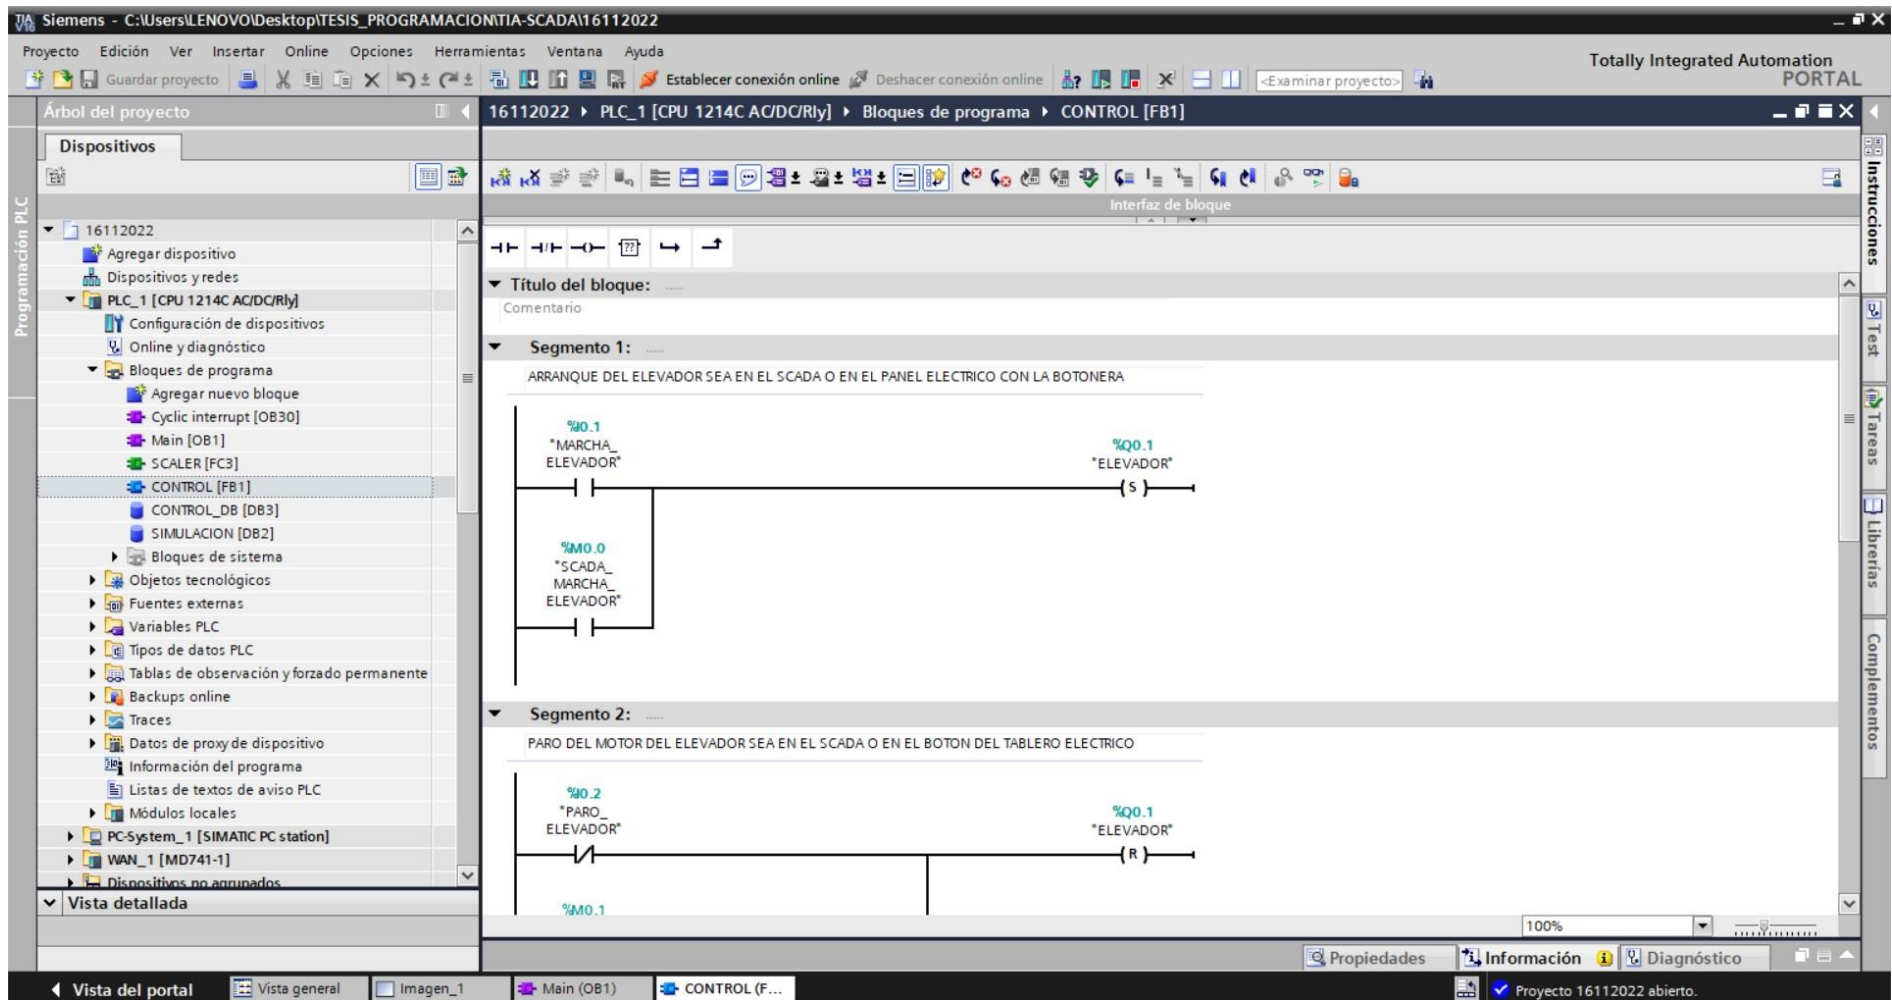 Siemens - C:\Users\LENOVO\Desktop\TESIS_PROGRAMACION\TIA-SCADA\16112022
Proyecto Edición Ver Insertar Online Opciones Herramientas Ventana Ayuda
Totally Integrated Automation
PORTAL
Guardar proyecto Establecer conexión online Deshacer conexión online <Examinar proyecto>
Árbol del proyecto
16112022 PLC_1 [CPU 1214C AC/DC/Rly] Bloques de programa CONTROL [FB1]
Dispositivos
Programación PLC
16112022
Agregar dispositivo
Dispositivos y redes
PLC_1 [CPU 1214C AC/DC/Rly]
Configuración de dispositivos
Online y diagnóstico
Bloques de programa
Agregar nuevo bloque
Cyclic interrupt [OB30]
Main [OB1]
SCALER [FC3]
CONTROL [FB1]
CONTROL_DB [DB3]
SIMULACION [DB2]
Bloques de sistema
Objetos tecnológicos
Fuentes externas
Variables PLC
Tipos de datos PLC
Tablas de observación y forzado permanente
Backups online
Traces
Datos de proxy de dispositivo
Información del programa
Listas de textos de aviso PLC
Módulos locales
PC-System_1 [SIMATIC PC station]
WAN_1 [MD741-1]
Dispositivos no agrupados
Vista detallada
Interfaz de bloque
??
Título del bloque: .....
Comentario
Segmento 1: .....
ARRANQUE DEL ELEVADOR SEA EN EL SCADA O EN EL PANEL ELECTRICO CON LA BOTONERA
%I0.1
"MARCHA_
ELEVADOR"
%Q0.1
"ELEVADOR"
S
%M0.0
"SCADA_
MARCHA_
ELEVADOR"
Segmento 2: .....
PARO DEL MOTOR DEL ELEVADOR SEA EN EL SCADA O EN EL BOTON DEL TABLERO ELECTRICO
%I0.2
"PARO_
ELEVADOR"
%Q0.1
"ELEVADOR"
R
%M0.1
100%
Instrucciones
Test
Tareas
Librerías
Complementos
Propiedades Información Diagnóstico
Vista del portal Vista general Imagen_1 Main (OB1) CONTROL (F... Proyecto 16112022 abierto.